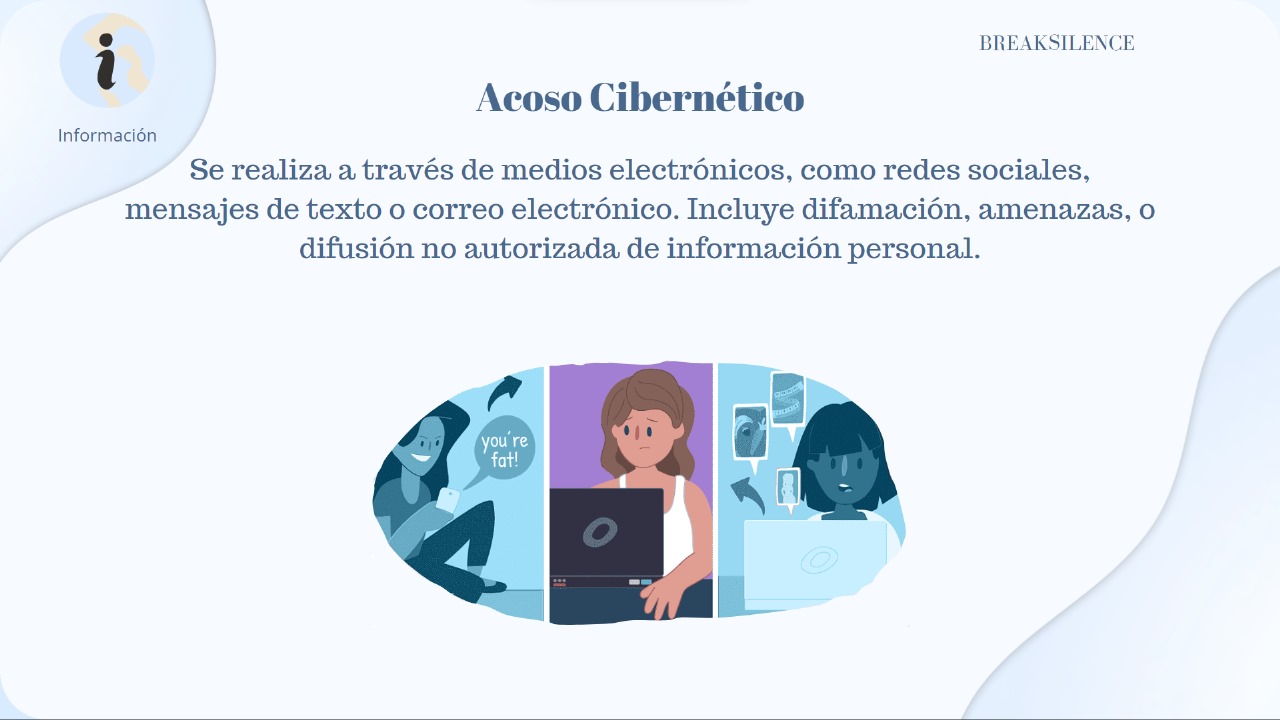 BREAKSILENCE
Información
Acoso Cibernético
Se realiza a través de medios electrónicos, como redes sociales,
mensajes de texto o correo electrónico. Incluye difamación, amenazas, o
difusión no autorizada de información personal.
you're
fat!